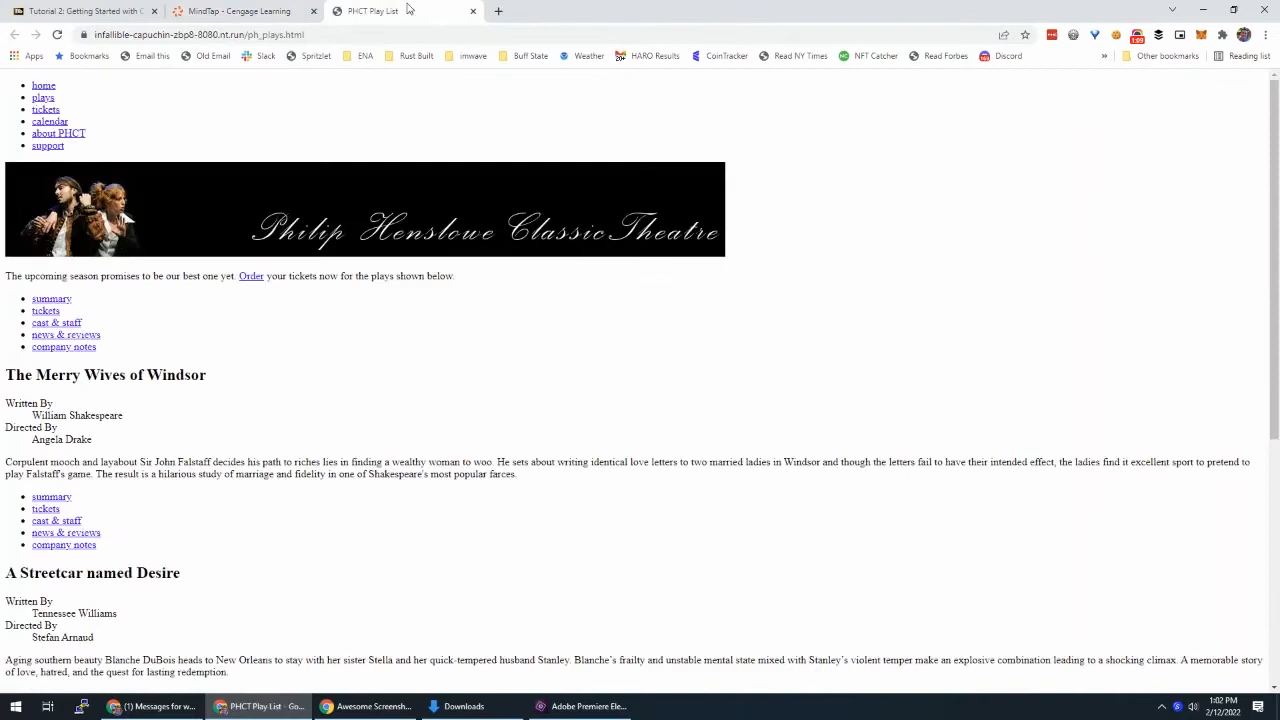 Tutorial 2: Getting Started with C
MindTap - Cengage Learning
PHCT Play List
infallible-capuchin-zbp8-8080.nt.run/ph_plays.html
1:09
Apps
Bookmarks
Email this
Old Email
Slack
Spritzlet
ENA
Rust Built
imwave
Buff State
Weather
HARO Results
CoinTracker
Read NY Times
NFT Catcher
Read Forbes
Discord
»
Other bookmarks
Reading list
home
plays
tickets
calendar
about PHCT
support
Philip Henslowe Classic Theatre
The upcoming season promises to be our best one yet. Order your tickets now for the plays shown below.
summary
tickets
cast & staff
news & reviews
company notes
The Merry Wives of Windsor
Written By
William Shakespeare
Directed By
Angela Drake
Corpulent mooch and layabout Sir John Falstaff decides his path to riches lies in finding a wealthy woman to woo. He sets about writing identical love letters to two married ladies in Windsor and though the letters fail to have their intended effect, the ladies find it excellent sport to pretend to
play Falstaff's game. The result is a hilarious study of marriage and fidelity in one of Shakespeare's most popular farces.
summary
tickets
cast & staff
news & reviews
company notes
A Streetcar named Desire
Written By
Tennessee Williams
Directed By
Stefan Arnaud
Aging southern beauty Blanche DuBois heads to New Orleans to stay with her sister Stella and her quick-tempered husband Stanley. Blanche's frailty and unstable mental state mixed with Stanley's violent temper make an explosive combination leading to a shocking climax. A memorable story
of love, hatred, and the quest for lasting redemption.
(1) Messages for w...
PHCT Play List - Go...
Awesome Screensh...
Downloads
Adobe Premiere Ele...
1:02 PM
2/12/2022